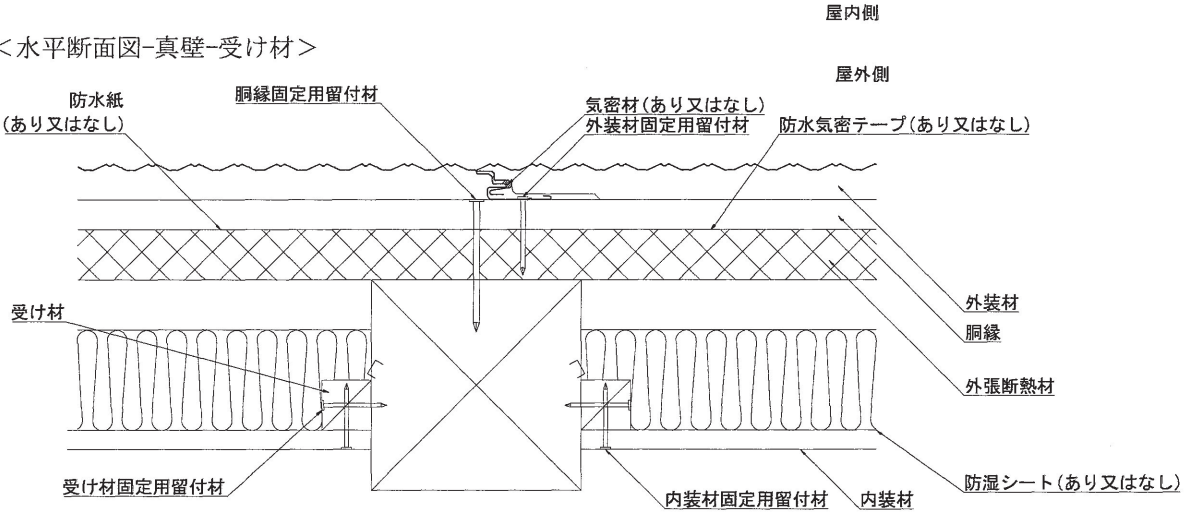 屋内側
<水平断面図-真壁-受け材>
屋外側
防水紙
(あり又はなし)
胴縁固定用留付材
気密材(あり又はなし)
外装材固定用留付材
防水気密テープ(あり又はなし)
外装材
受け材
胴縁
外張断熱材
受け材固定用留付材
内装材固定用留付材
内装材
防湿シート(あり又はなし)